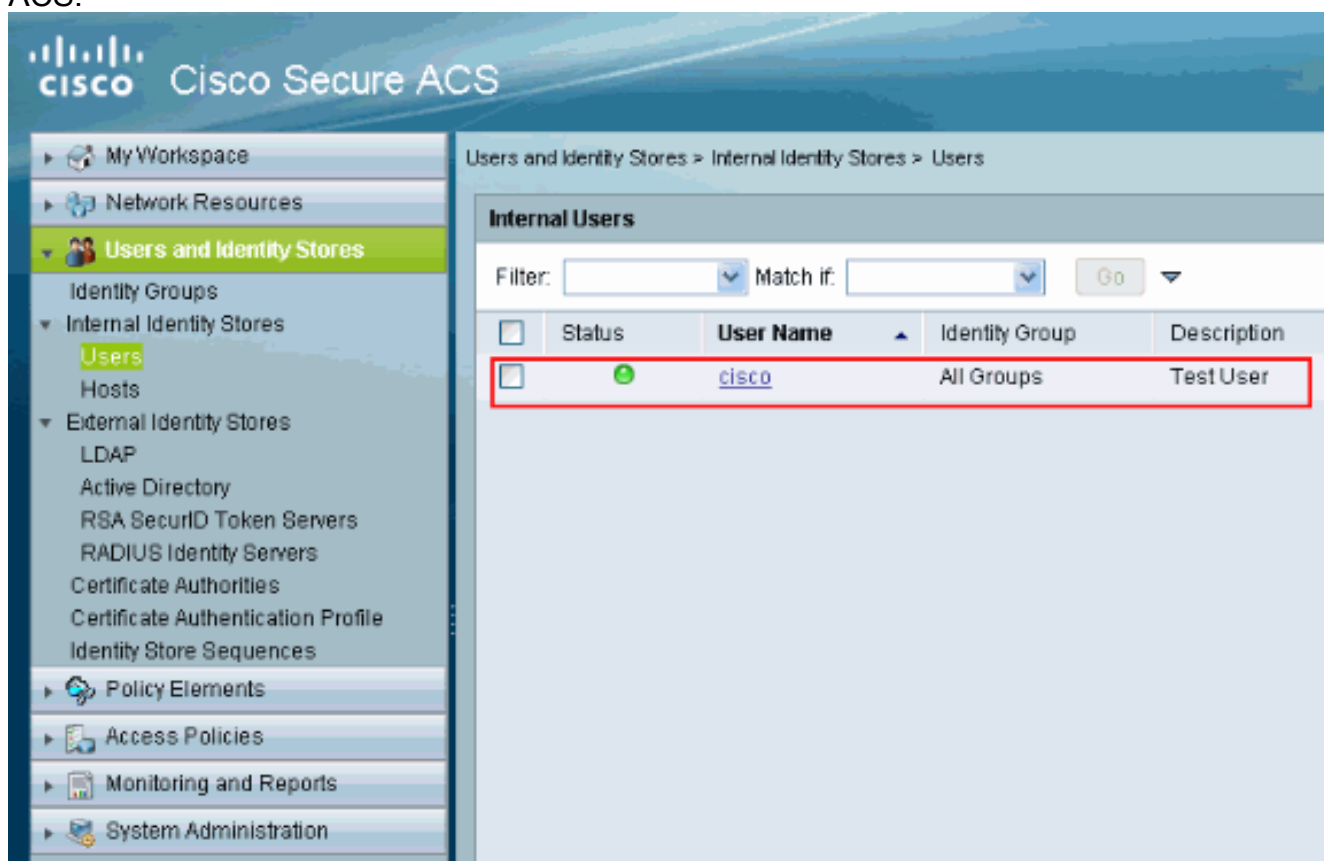 ACS.
CISCO Cisco Secure ACS
My Workspace
Network Resources
Users and Identity Stores
Identity Groups
Internal Identity Stores
Users
Hosts
External Identity Stores
LDAP
Active Directory
RSA SecurID Token Servers
RADIUS Identity Servers
Certificate Authorities
Certificate Authentication Profile
Identity Store Sequences
Policy Elements
Access Policies
Monitoring and Reports
System Administration
Users and Identity Stores > Internal Identity Stores > Users
Internal Users
Filter: Match if: Go
Status User Name Identity Group Description
cisco All Groups Test User